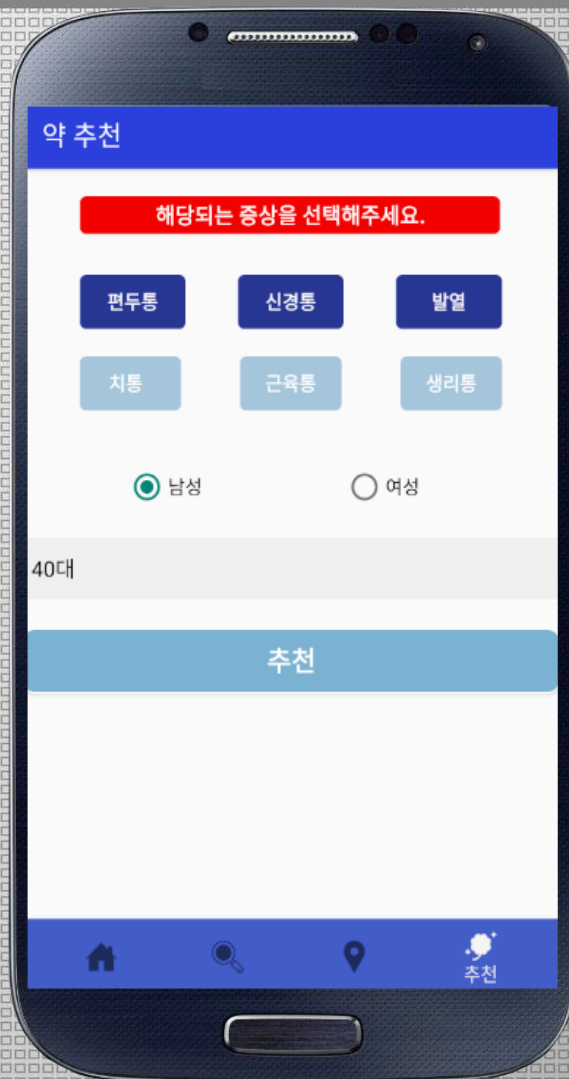 약 추천
해당되는 증상을 선택해주세요.
편두통 신경통 발열
치통 근육통 생리통
남성 여성
40대
추천
추천